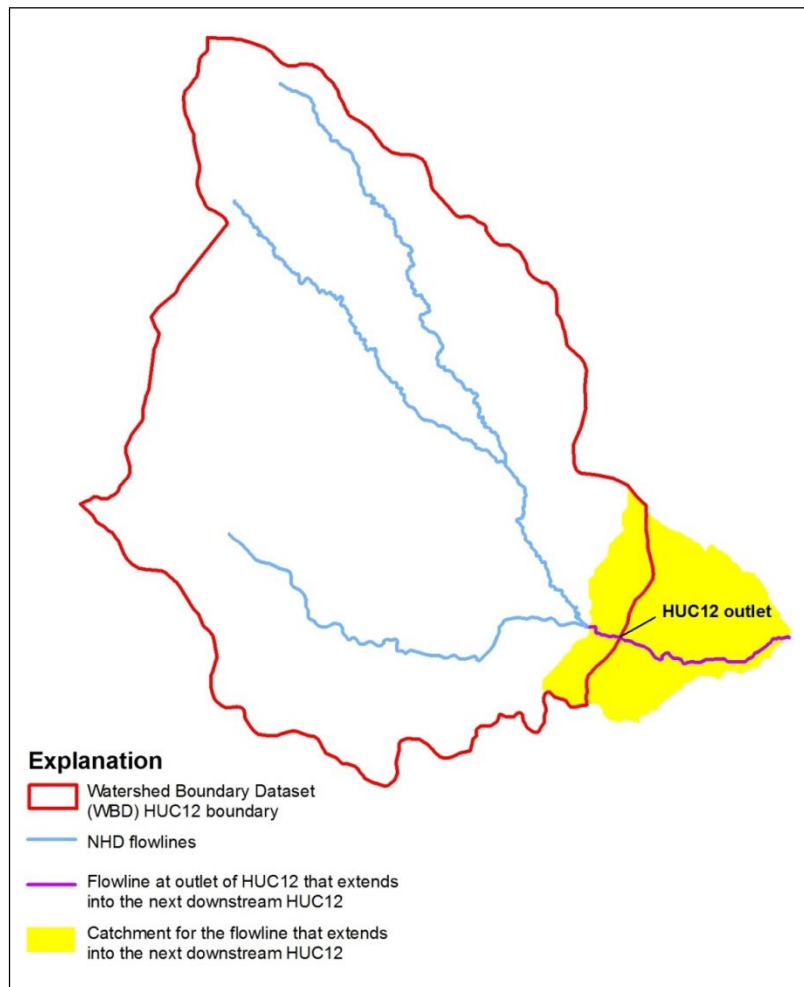 HUC12 outlet
Explanation
Watershed Boundary Dataset
(WBD) HUC12 boundary
NHD flowlines
Flowline at outlet of HUC12 that extends
into the next downstream HUC12
Catchment for the flowline that extends
into the next downstream HUC12